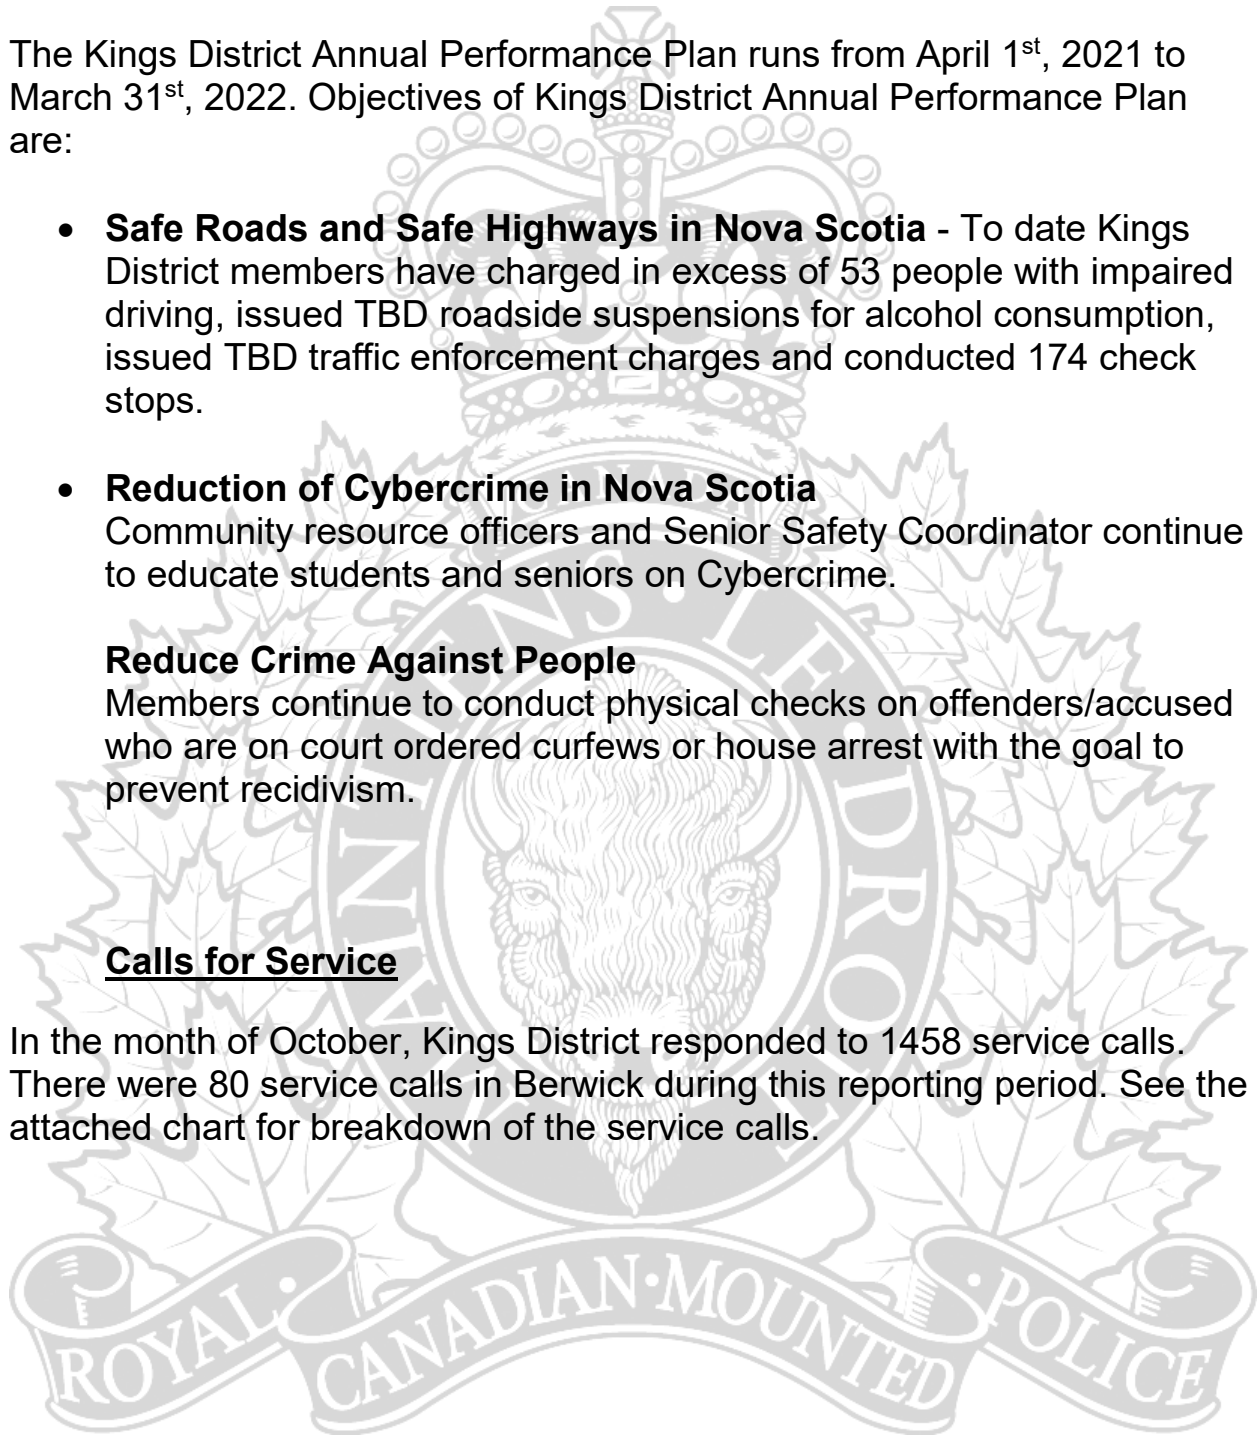 The Kings District Annual Performance Plan runs from April 1st, 2021 to
March 31st, 2022. Objectives of Kings District Annual Performance Plan
are:
• Safe Roads and Safe Highways in Nova Scotia - To date Kings
District members have charged in excess of 53 people with impaired
driving, issued TBD roadside suspensions for alcohol consumption,
issued TBD traffic enforcement charges and conducted 174 check
stops.
• Reduction of Cybercrime in Nova Scotia
Community resource officers and Senior Safety Coordinator continue
to educate students and seniors on Cybercrime.
Reduce Crime Against People
Members continue to conduct physical checks on offenders/accused
who are on court ordered curfews or house arrest with the goal to
prevent recidivism.
Calls for Service
In the month of October, Kings District responded to 1458 service calls.
There were 80 service calls in Berwick during this reporting period. See the
attached chart for breakdown of the service calls.
CANADA
MAINTIENS LE DROIT
ROYAL • CANADIAN • MOUNTED • POLICE